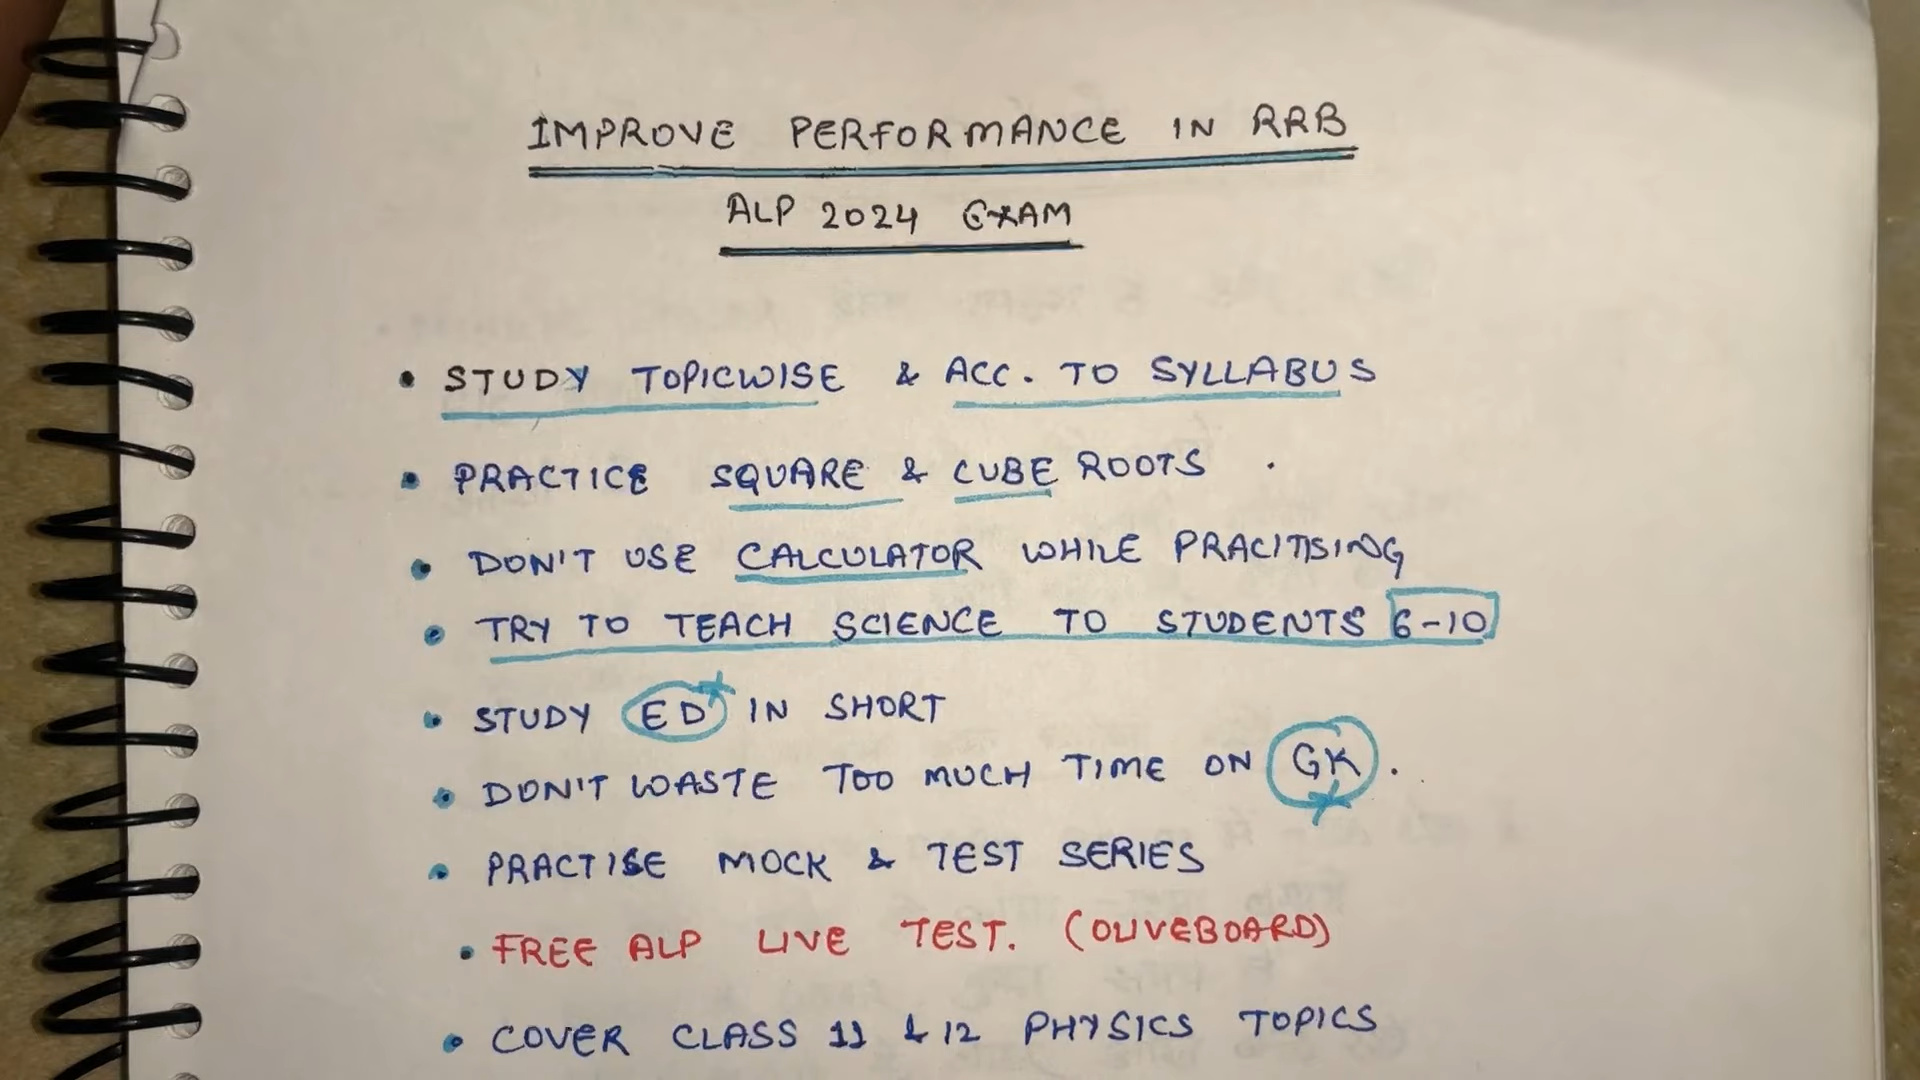 IMPROVE PERFORMANCE IN RRB
ALP 2024 EXAM
• STUDY TOPICWISE & ACC. TO SYLLABUS
• PRACTICE SQUARE & CUBE ROOTS .
• DON'T USE CALCULATOR WHILE PRACITISING
• TRY TO TEACH SCIENCE TO STUDENTS 6-10
• STUDY ED IN SHORT
• DON'T WASTE TOO MUCH TIME ON GK .
• PRACTISE MOCK & TEST SERIES
• FREE ALP LIVE TEST. (OLIVEBOARD)
• COVER CLASS 11 & 12 PHYSICS TOPICS